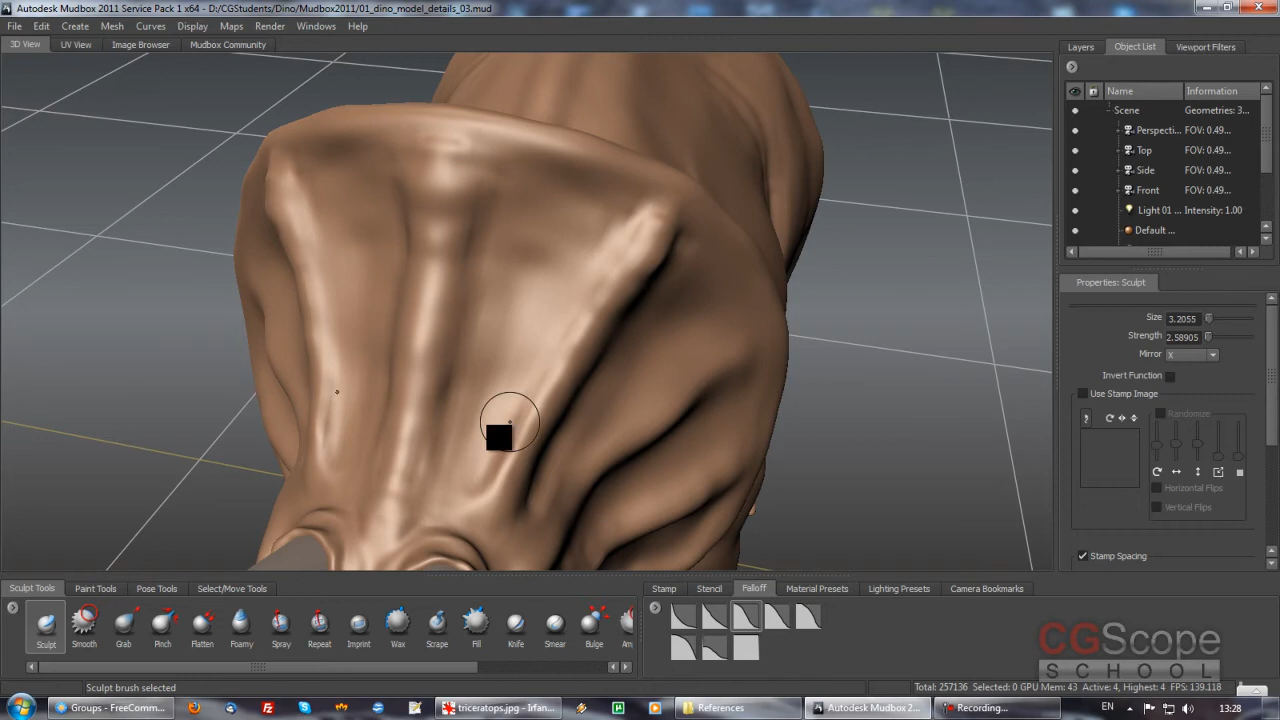 Autodesk Mudbox 2011 Service Pack 1 x64 - D:/CGStudents/Dino/Mudbox2011/01_dino_model_details_03.mud
File Edit Create Mesh Curves Display Maps Render Windows Help
3D View UV View Image Browser Mudbox Community
Layers Object List Viewport Filters
Name Information
Scene Geometries: 3...
Perspecti... FOV: 0.49...
Top FOV: 0.49...
Side FOV: 0.49...
Front FOV: 0.49...
Light 01 ... Intensity: 1.00
Default ...
Properties: Sculpt
Size 3.2055
Strength 2.58905
Mirror X
Invert Function
Use Stamp Image
Randomize
Horizontal Flips
Vertical Flips
Stamp Spacing
Sculpt Tools Paint Tools Pose Tools Select/Move Tools
Stamp Stencil Falloff Material Presets Lighting Presets Camera Bookmarks
Sculpt Smooth Grab Pinch Flatten Foamy Spray Repeat Imprint Wax Scrape Fill Knife Smear Bulge Am
CGScope
SCHOOL
Sculpt brush selected
Total: 257136 Selected: 0 GPU Mem: 43 Active: 4, Highest: 4 FPS: 139.118
Groups - FreeComm... triceratops.jpg - Irfan... References Autodesk Mudbox 2... Recording... 13:28